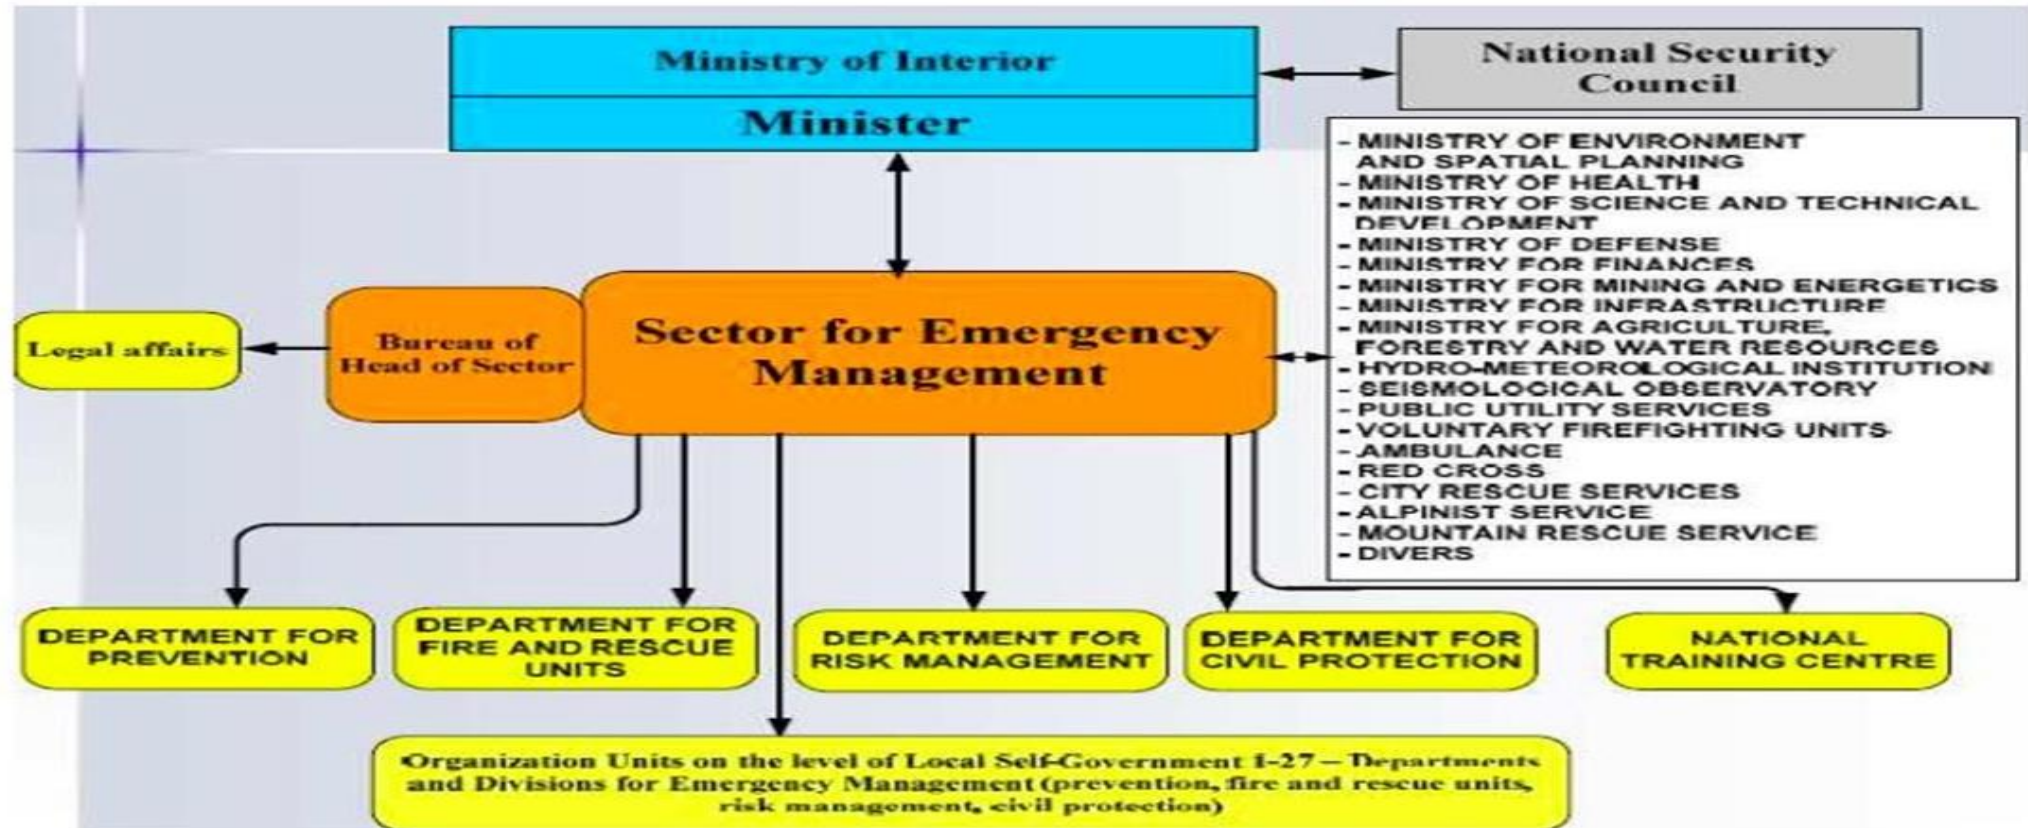 Ministry of Interior
Minister
National Security
Council
- MINISTRY OF ENVIRONMENT
AND SPATIAL PLANNING
- MINISTRY OF HEALTH
- MINISTRY OF SCIENCE AND TECHNICAL
DEVELOPMENT
- MINISTRY OF DEFENSE
- MINISTRY FOR FINANCES
- MINISTRY FOR MINING AND ENERGETICS
- MINISTRY FOR INFRASTRUCTURE
- MINISTRY FOR AGRICULTURE,
FORESTRY AND WATER RESOURCES
- HYDRO-METEOROLOGICAL INSTITUTION
- SEISMOLOGICAL OBSERVATORY
- PUBLIC UTILITY SERVICES
- VOLUNTARY FIREFIGHTING UNITS
- AMBULANCE
- RED CROSS
- CITY RESCUE SERVICES
- ALPINIST SERVICE
- MOUNTAIN RESCUE SERVICE
- DIVERS
Legal affairs
Bureau of
Head of Sector
Sector for Emergency
Management
DEPARTMENT FOR
PREVENTION
DEPARTMENT FOR
FIRE AND RESCUE
UNITS
DEPARTMENT FOR
RISK MANAGEMENT
DEPARTMENT FOR
CIVIL PROTECTION
NATIONAL
TRAINING CENTRE
Organization Units on the level of Local Self-Government 1-27 – Departments
and Divisions for Emergency Management (prevention, fire and rescue units,
risk management, civil protection)